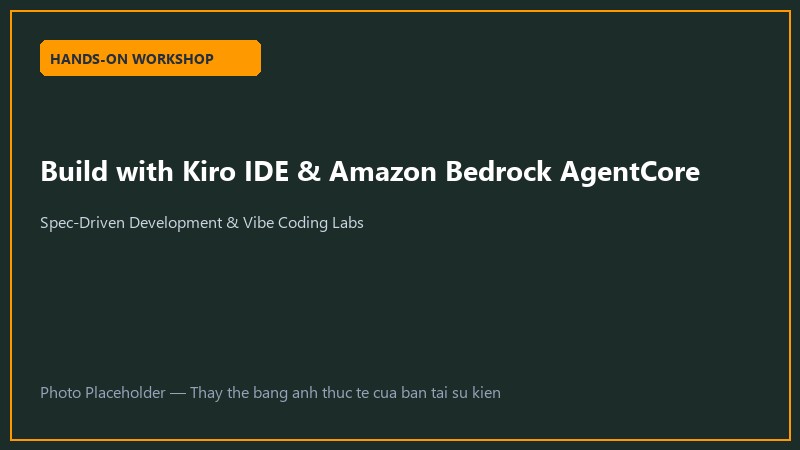 HANDS-ON WORKSHOP
Build with Kiro IDE & Amazon Bedrock AgentCore
Spec-Driven Development & Vibe Coding Labs
Photo Placeholder — Thay the bang anh thuc te cua ban tai su kien